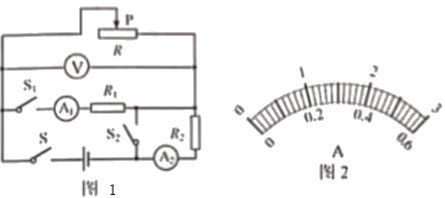 P
R
V
S₁
A₁
R₁
S₂
R₂
S
A₂
图 1
0 1 2 3
0 0.2 0.4 0.6
A
图 2